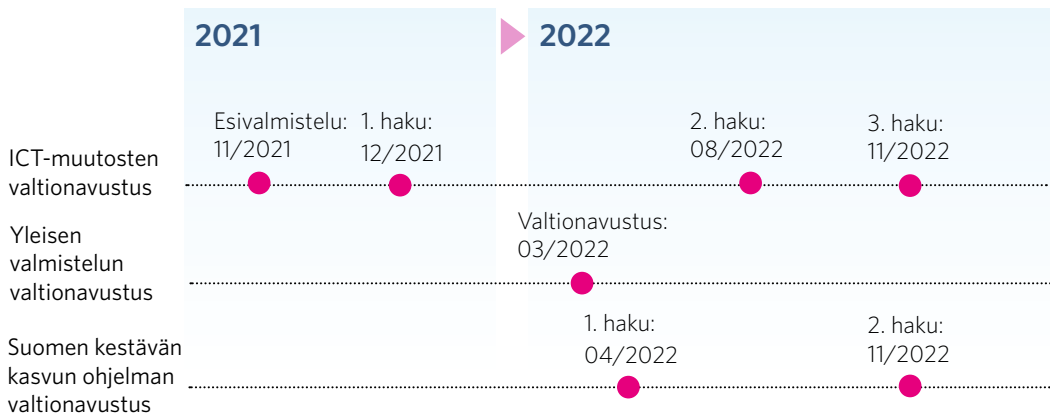 2021
2022
Esivalmistelu:
11/2021
1. haku:
12/2021
2. haku:
08/2022
3. haku:
11/2022
ICT-muutosten
valtionavustus
Valtionavustus:
03/2022
Yleisen
valmistelun
valtionavustus
1. haku:
04/2022
2. haku:
11/2022
Suomen kestävän
kasvun ohjelman
valtionavustus